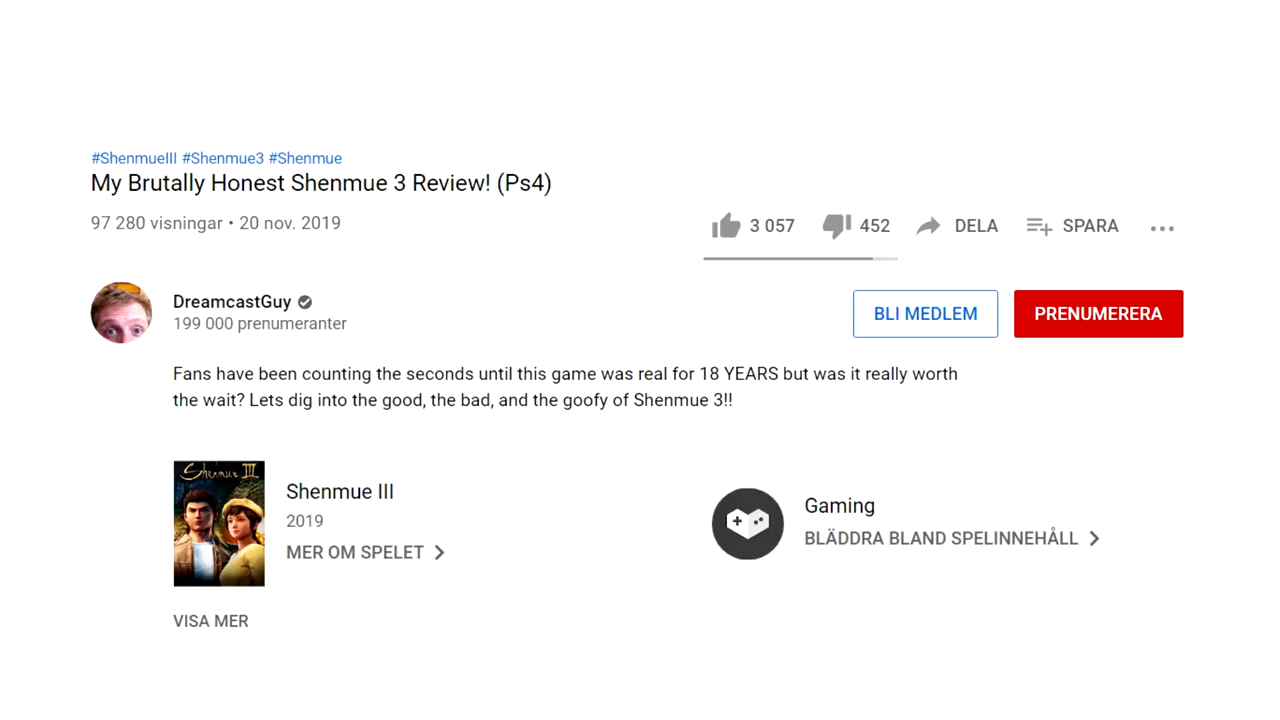 #ShenmueIII #Shenmue3 #Shenmue
My Brutally Honest Shenmue 3 Review! (Ps4)
97 280 visningar • 20 nov. 2019
3 057 452 DELA SPARA
DreamcastGuy
199 000 prenumeranter
BLI MEDLEM
PRENUMERERA
Fans have been counting the seconds until this game was real for 18 YEARS but was it really worth
the wait? Lets dig into the good, the bad, and the goofy of Shenmue 3!!
Shenmue III
Shenmue III
2019
MER OM SPELET
Gaming
BLÄDDRA BLAND SPELINNEHÅLL
VISA MER